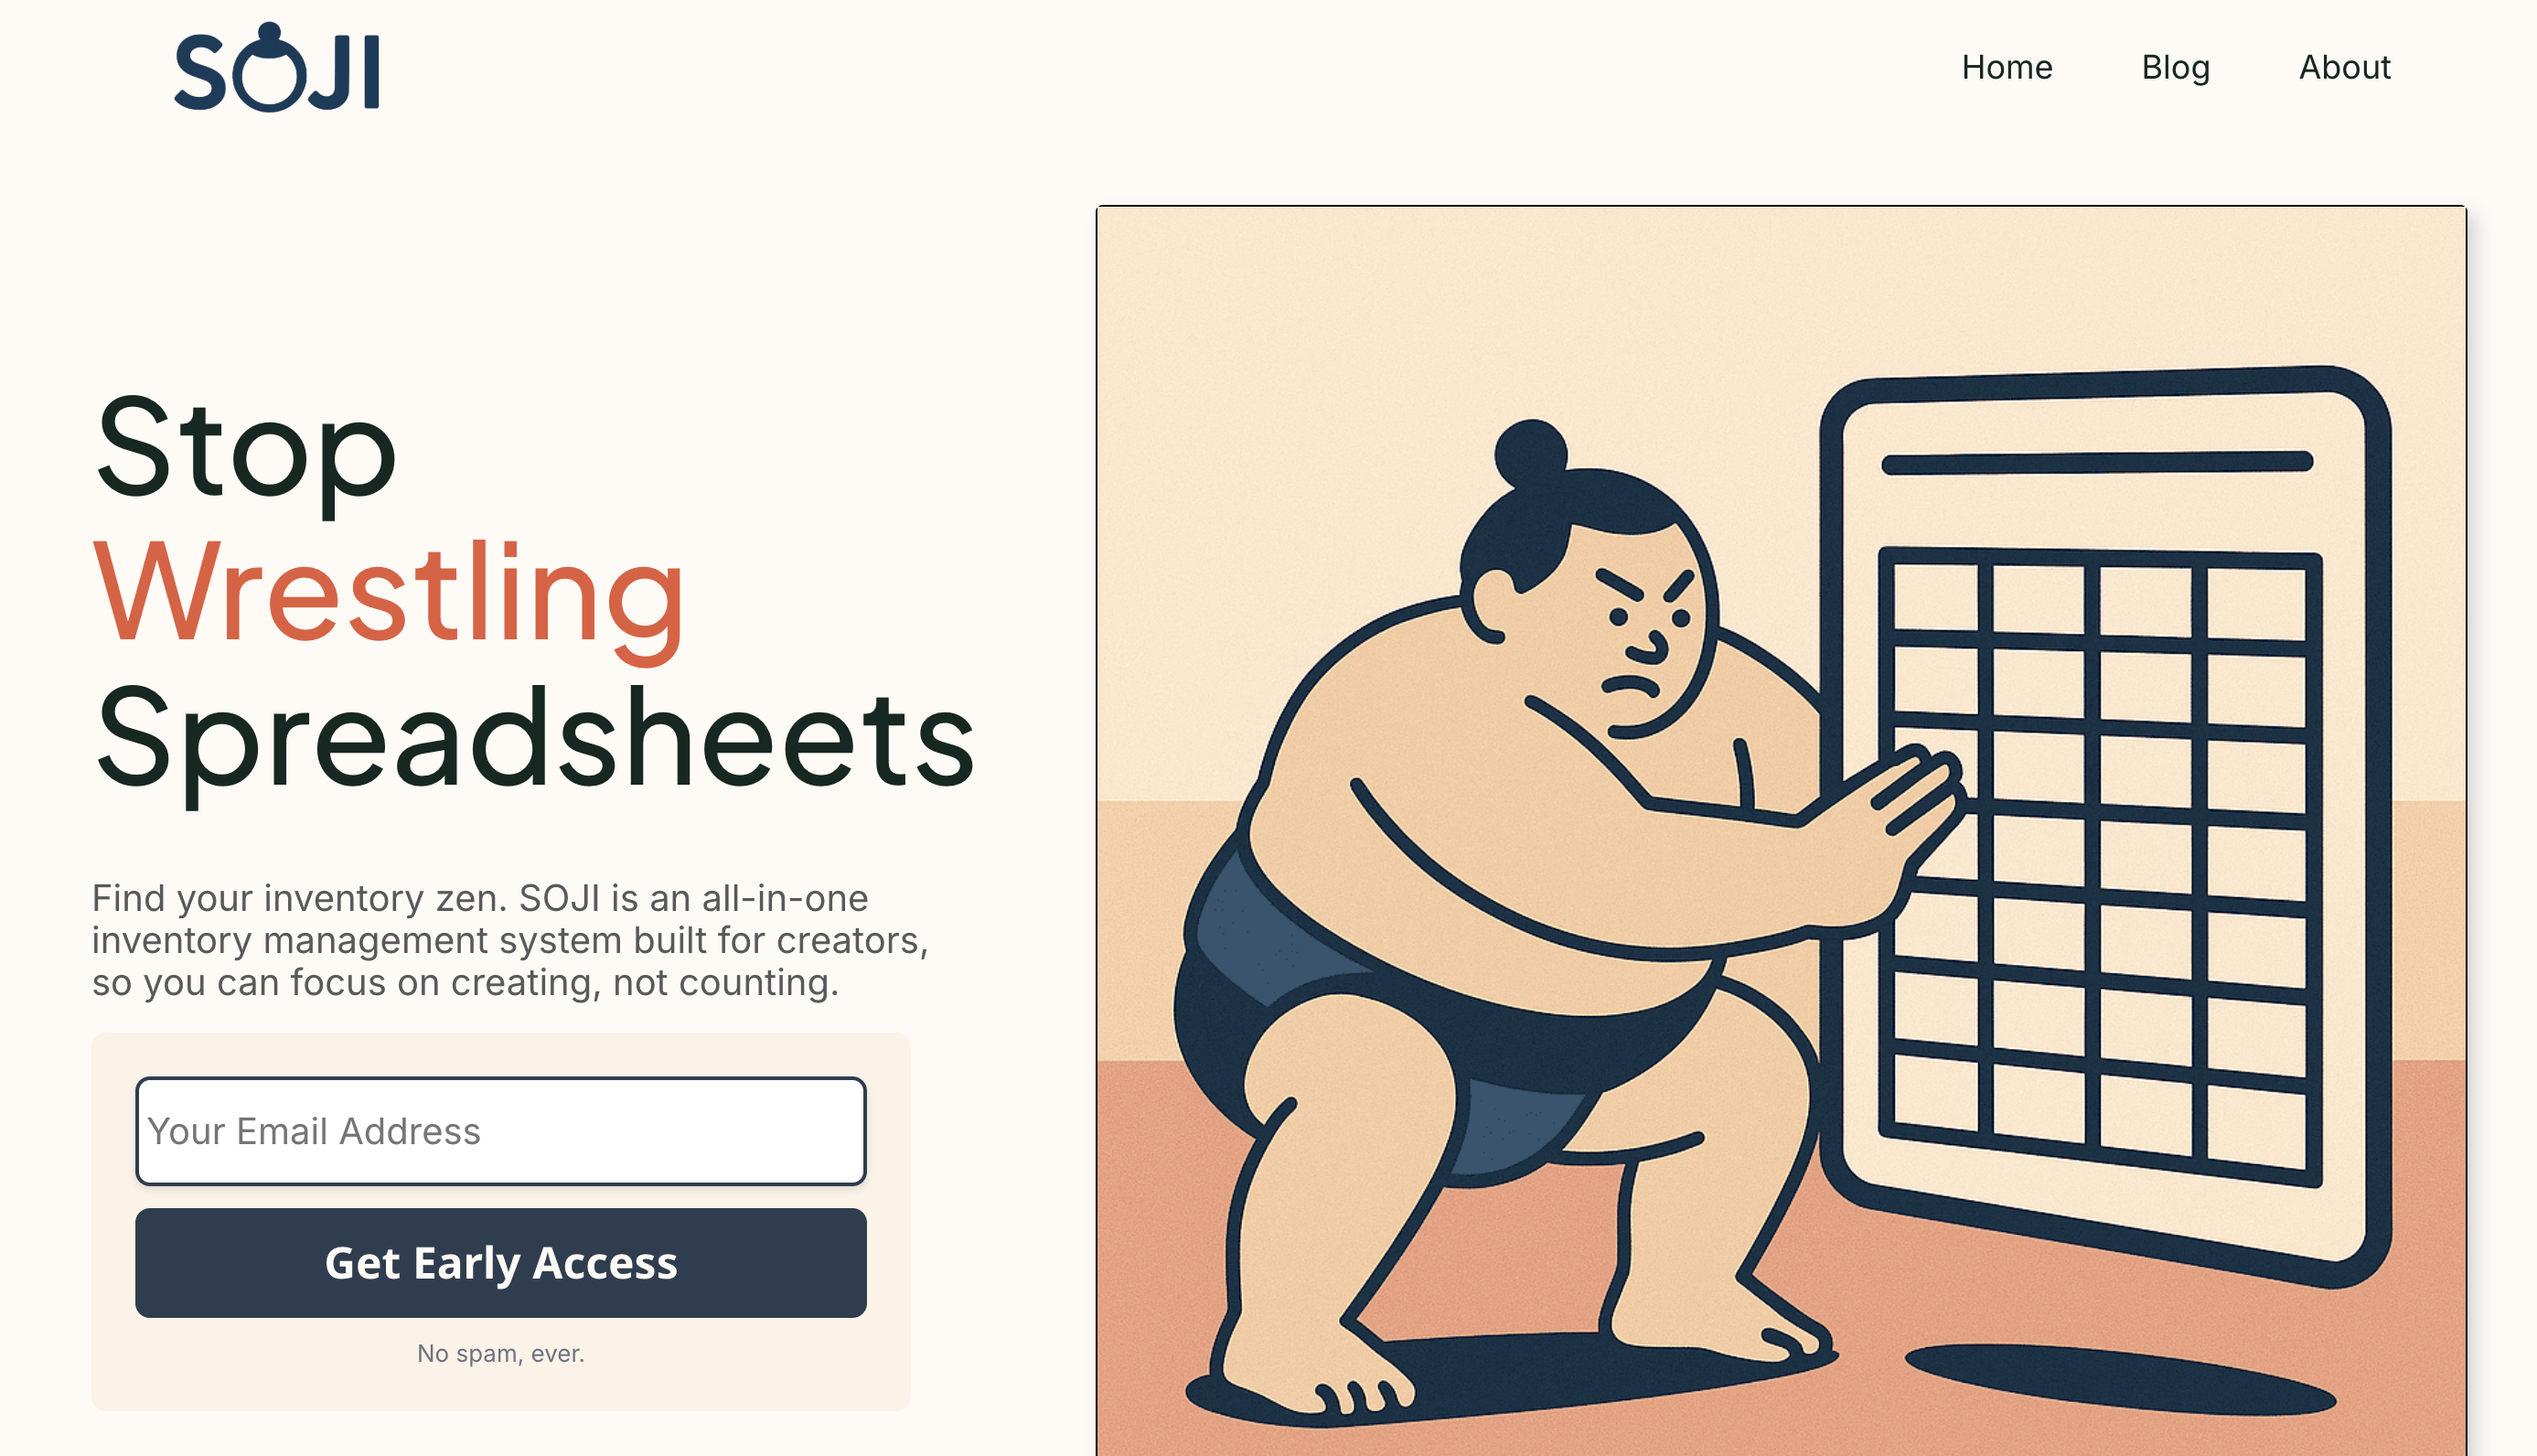 SOJI
Home
Blog
About
Stop
Wrestling
Spreadsheets
Find your inventory zen. SOJI is an all-in-one
inventory management system built for creators,
so you can focus on creating, not counting.
Your Email Address
Get Early Access
No spam, ever.